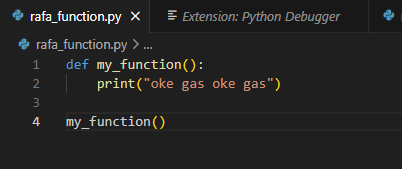 rafa_function.py × Extension: Python Debugger
rafa_function.py > ...
1 def my_function():
2     print("oke gas oke gas")
3
4 my_function()